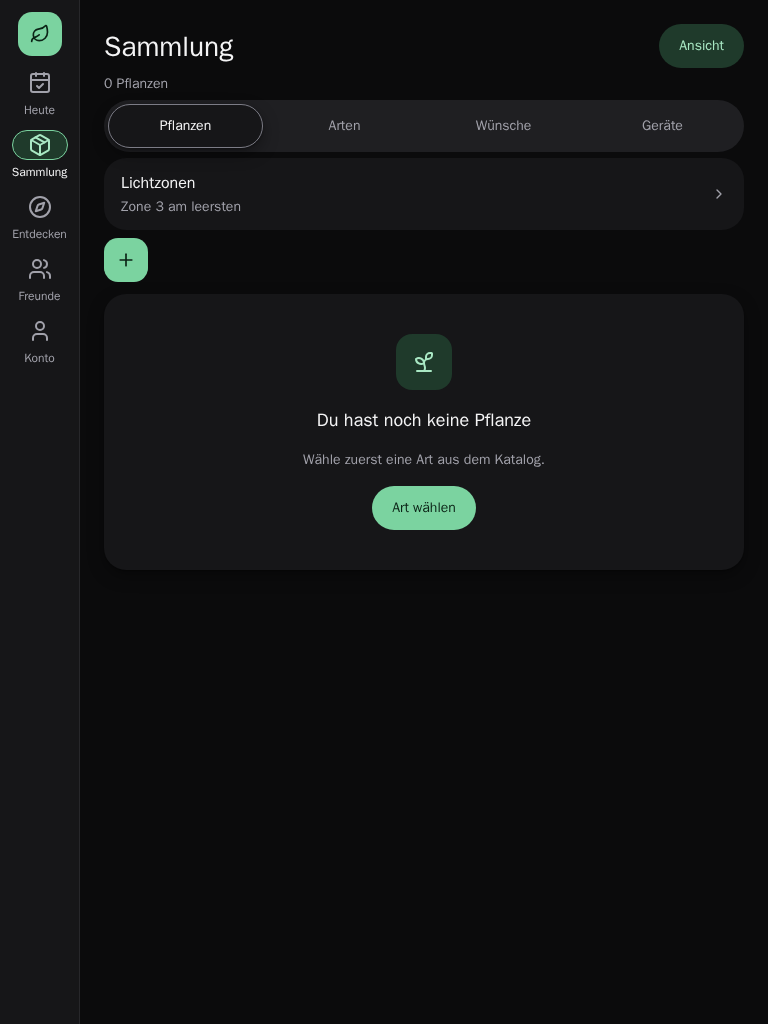 Sammlung
Ansicht
0 Pflanzen
Pflanzen
Arten
Wünsche
Geräte
Lichtzonen
Zone 3 am leersten
Du hast noch keine Pflanze
Wähle zuerst eine Art aus dem Katalog.
Art wählen
Heute
Sammlung
Entdecken
Freunde
Konto